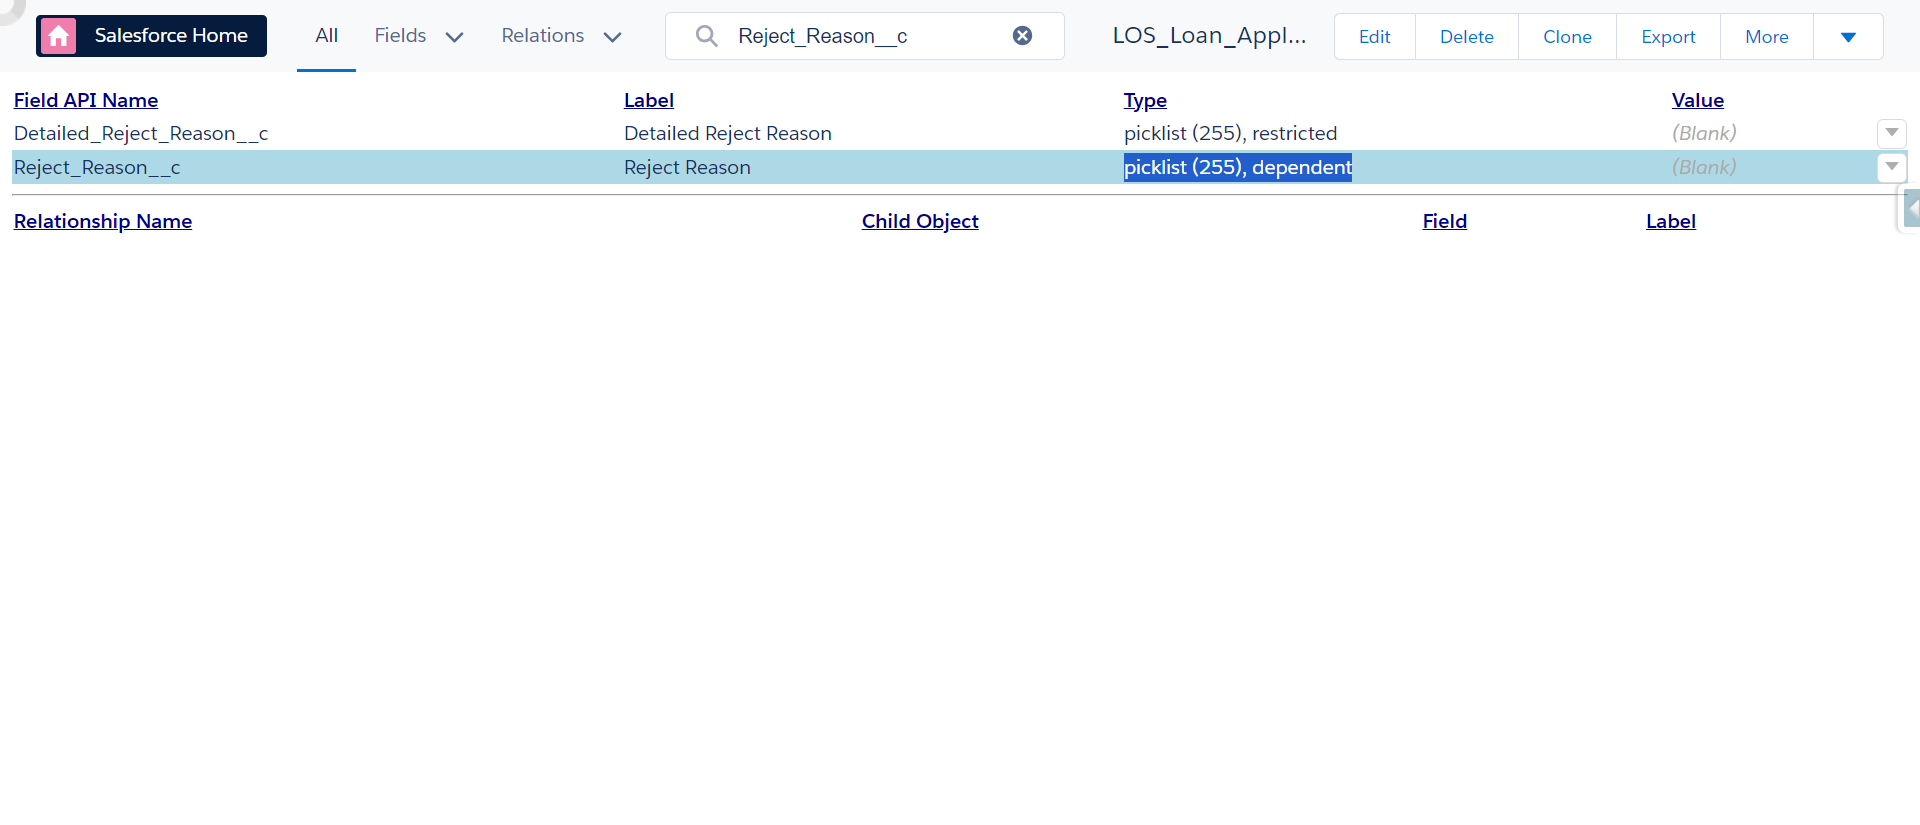 Salesforce Home All Fields Relations Reject_Reason__c LOS_Loan_Appl... Edit Delete Clone Export More
Field API Name Label Type Value
Detailed_Reject_Reason__c Detailed Reject Reason picklist (255), restricted (Blank)
Reject_Reason__c Reject Reason picklist (255), dependent (Blank)
Relationship Name Child Object Field Label